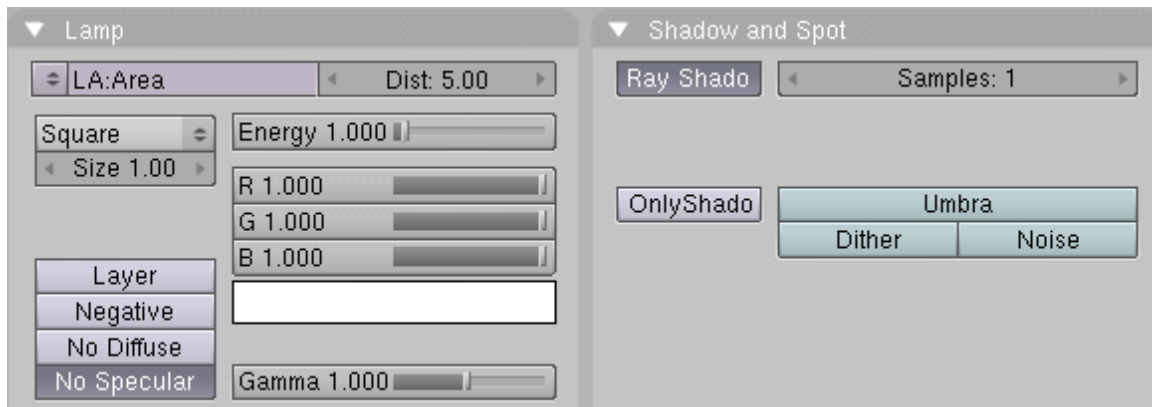 Lamp
LA:Area
Dist: 5.00
Square
Size 1.00
Energy 1.000
R 1.000
G 1.000
B 1.000
Layer
Negative
No Diffuse
No Specular
Gamma 1.000
Shadow and Spot
Ray Shado
Samples: 1
OnlyShado
Umbra
Dither
Noise